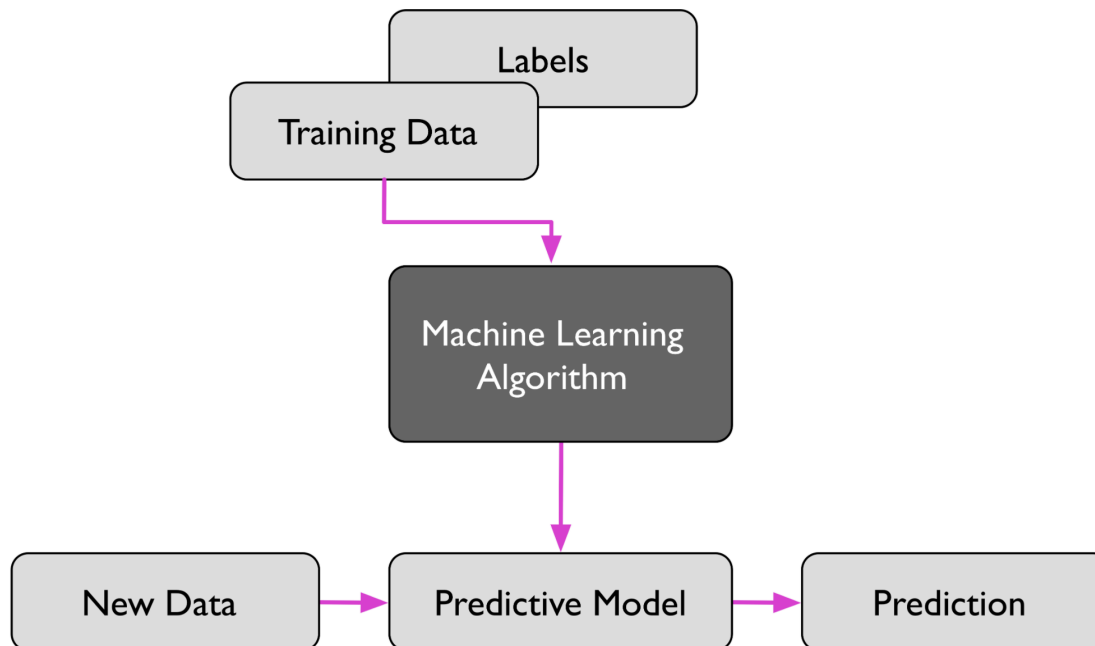 Labels
Training Data
Machine Learning
Algorithm
New Data
Predictive Model
Prediction